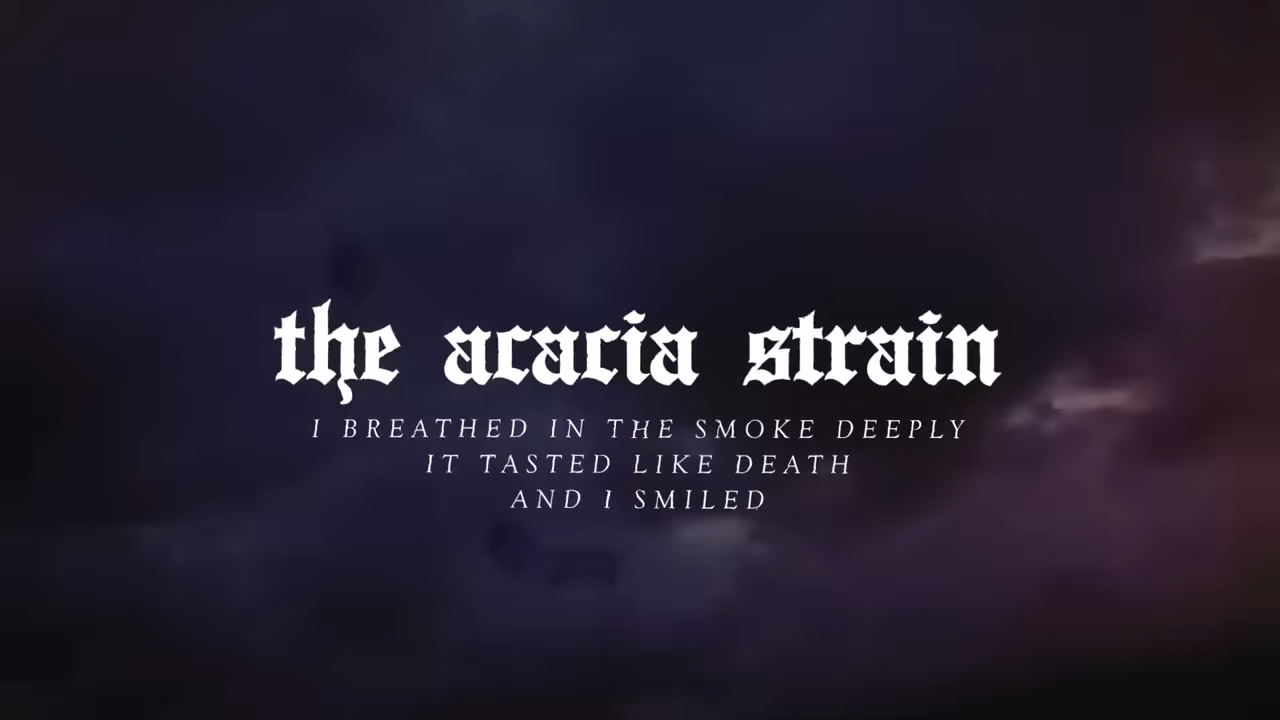 the acacia strain
I BREATHED IN THE SMOKE DEEPLY
IT TASTED LIKE DEATH
AND I SMILED